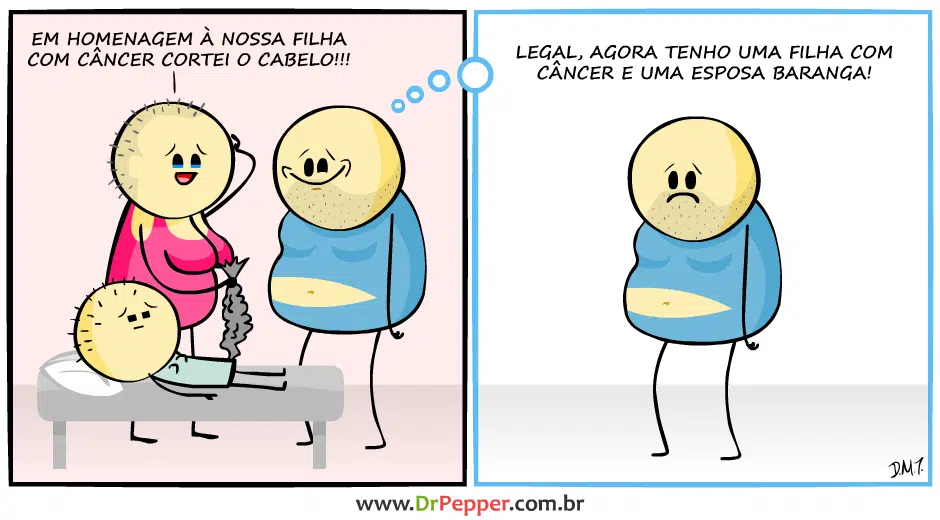 EM HOMENAGEM À NOSSA FILHA
COM CÂNCER CORTEI O CABELO!!!
LEGAL, AGORA TENHO UMA FILHA COM
CÂNCER E UMA ESPOSA BARANGA!
D.M.J.
www.DrPepper.com.br